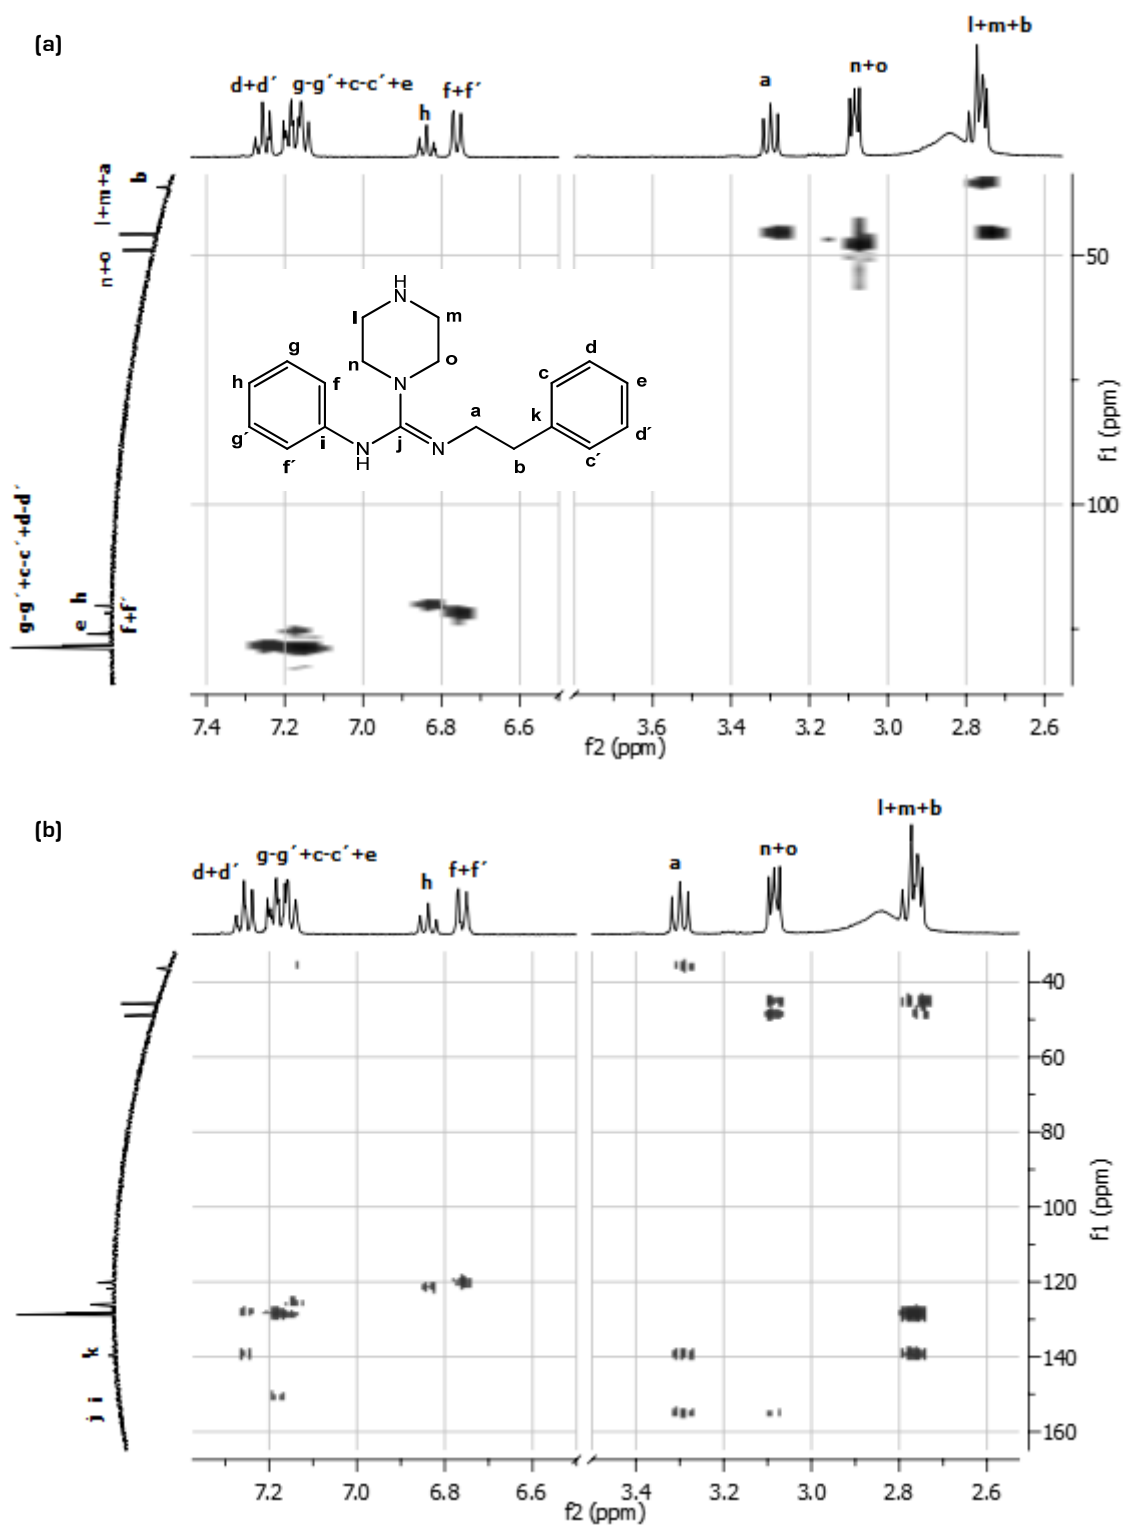 (a)
l+m+b
n+o
a
d+d´
g-g´+c-c´+e
f+f´
h
b
l+m+a
n+o
50
H
N
l
m
g
d
n
o
h
f
c
e
N
a
k
g´
d´
i
N
H
j
N
f´
b
c´
f1 (ppm)
100
g-g´+c-c´+d-d´
h
e
f+f´
7.4
7.2
7.0
6.8
6.6
3.6
3.4
3.2
3.0
2.8
2.6
f2 (ppm)
(b)
l+m+b
g-g´+c-c´+e
n+o
d+d´
f+f´
a
h
40
60
80
100
f1 (ppm)
120
k
140
j i
160
7.2
7.0
6.8
6.6
3.4
3.2
3.0
2.8
2.6
f2 (ppm)